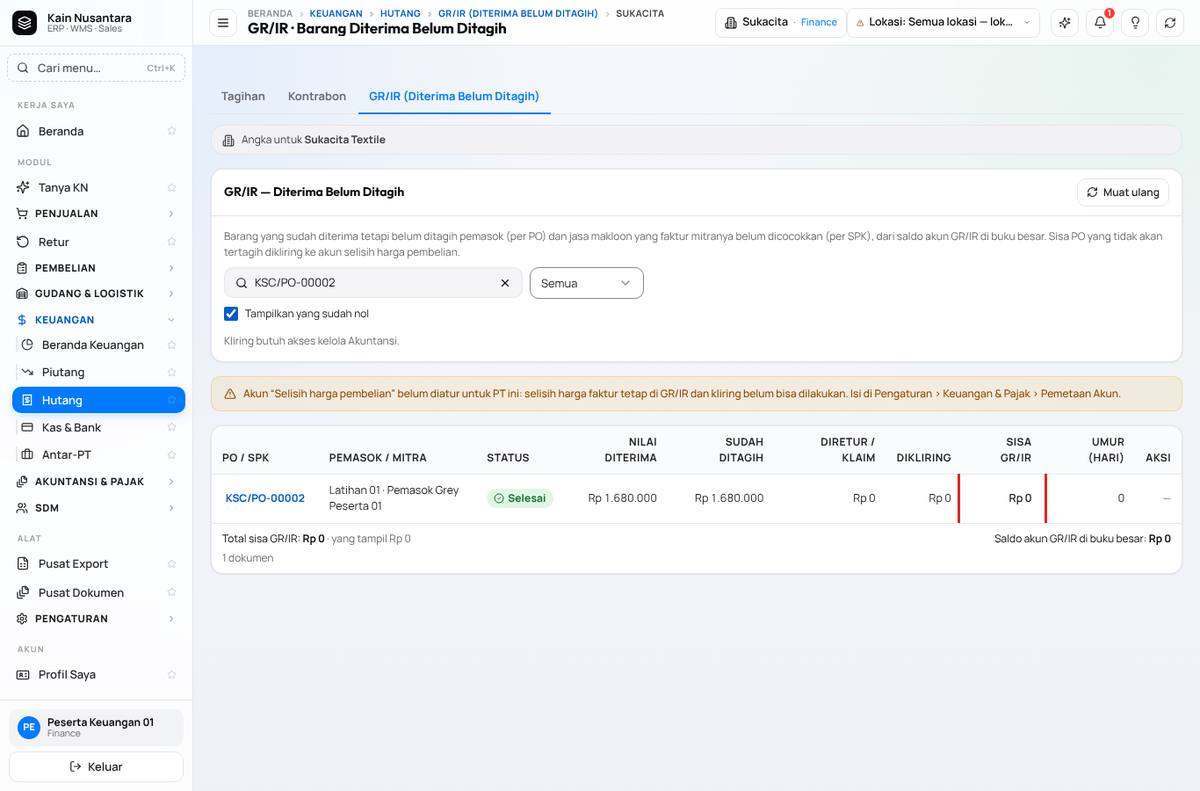 Kain Nusantara
ERP · WMS · Sales
Cari menu...
Ctrl+K
KERJA SAYA
Beranda
MODUL
Tanya KN
PENJUALAN
Retur
PEMBELIAN
GUDANG & LOGISTIK
KEUANGAN
Beranda Keuangan
Piutang
Hutang
Kas & Bank
Antar-PT
AKUNTANSI & PAJAK
SDM
ALAT
Pusat Export
Pusat Dokumen
PENGATURAN
AKUN
Profil Saya
PE
Peserta Keuangan 01
Finance
Keluar
BERANDA › KEUANGAN › HUTANG › GR/IR (DITERIMA BELUM DITAGIH) › SUKACITA
GR/IR · Barang Diterima Belum Ditagih
Sukacita · Finance
Lokasi: Semua lokasi — lok...
1
Tagihan
Kontrabon
GR/IR (Diterima Belum Ditagih)
Angka untuk Sukacita Textile
GR/IR — Diterima Belum Ditagih
Muat ulang
Barang yang sudah diterima tetapi belum ditagih pemasok (per PO) dan jasa makloon yang faktur mitranya belum dicocokkan (per SPK), dari saldo akun GR/IR di buku besar. Sisa PO yang tidak akan
tertagih dikliring ke akun selisih harga pembelian.
KSC/PO-00002
Semua
Tampilkan yang sudah nol
Kliring butuh akses kelola Akuntansi.
Akun “Selisih harga pembelian” belum diatur untuk PT ini: selisih harga faktur tetap di GR/IR dan kliring belum bisa dilakukan. Isi di Pengaturan › Keuangan & Pajak › Pemetaan Akun.
PO / SPK
PEMASOK / MITRA
STATUS
NILAI DITERIMA
SUDAH DITAGIH
DIRETUR / KLAIM
DIKLIRING
SISA GR/IR
UMUR (HARI)
AKSI
KSC/PO-00002
Latihan 01 · Pemasok Grey
Peserta 01
Selesai
Rp 1.680.000
Rp 1.680.000
Rp 0
Rp 0
Rp 0
0
—
Total sisa GR/IR: Rp 0 · yang tampil Rp 0
Saldo akun GR/IR di buku besar: Rp 0
1 dokumen